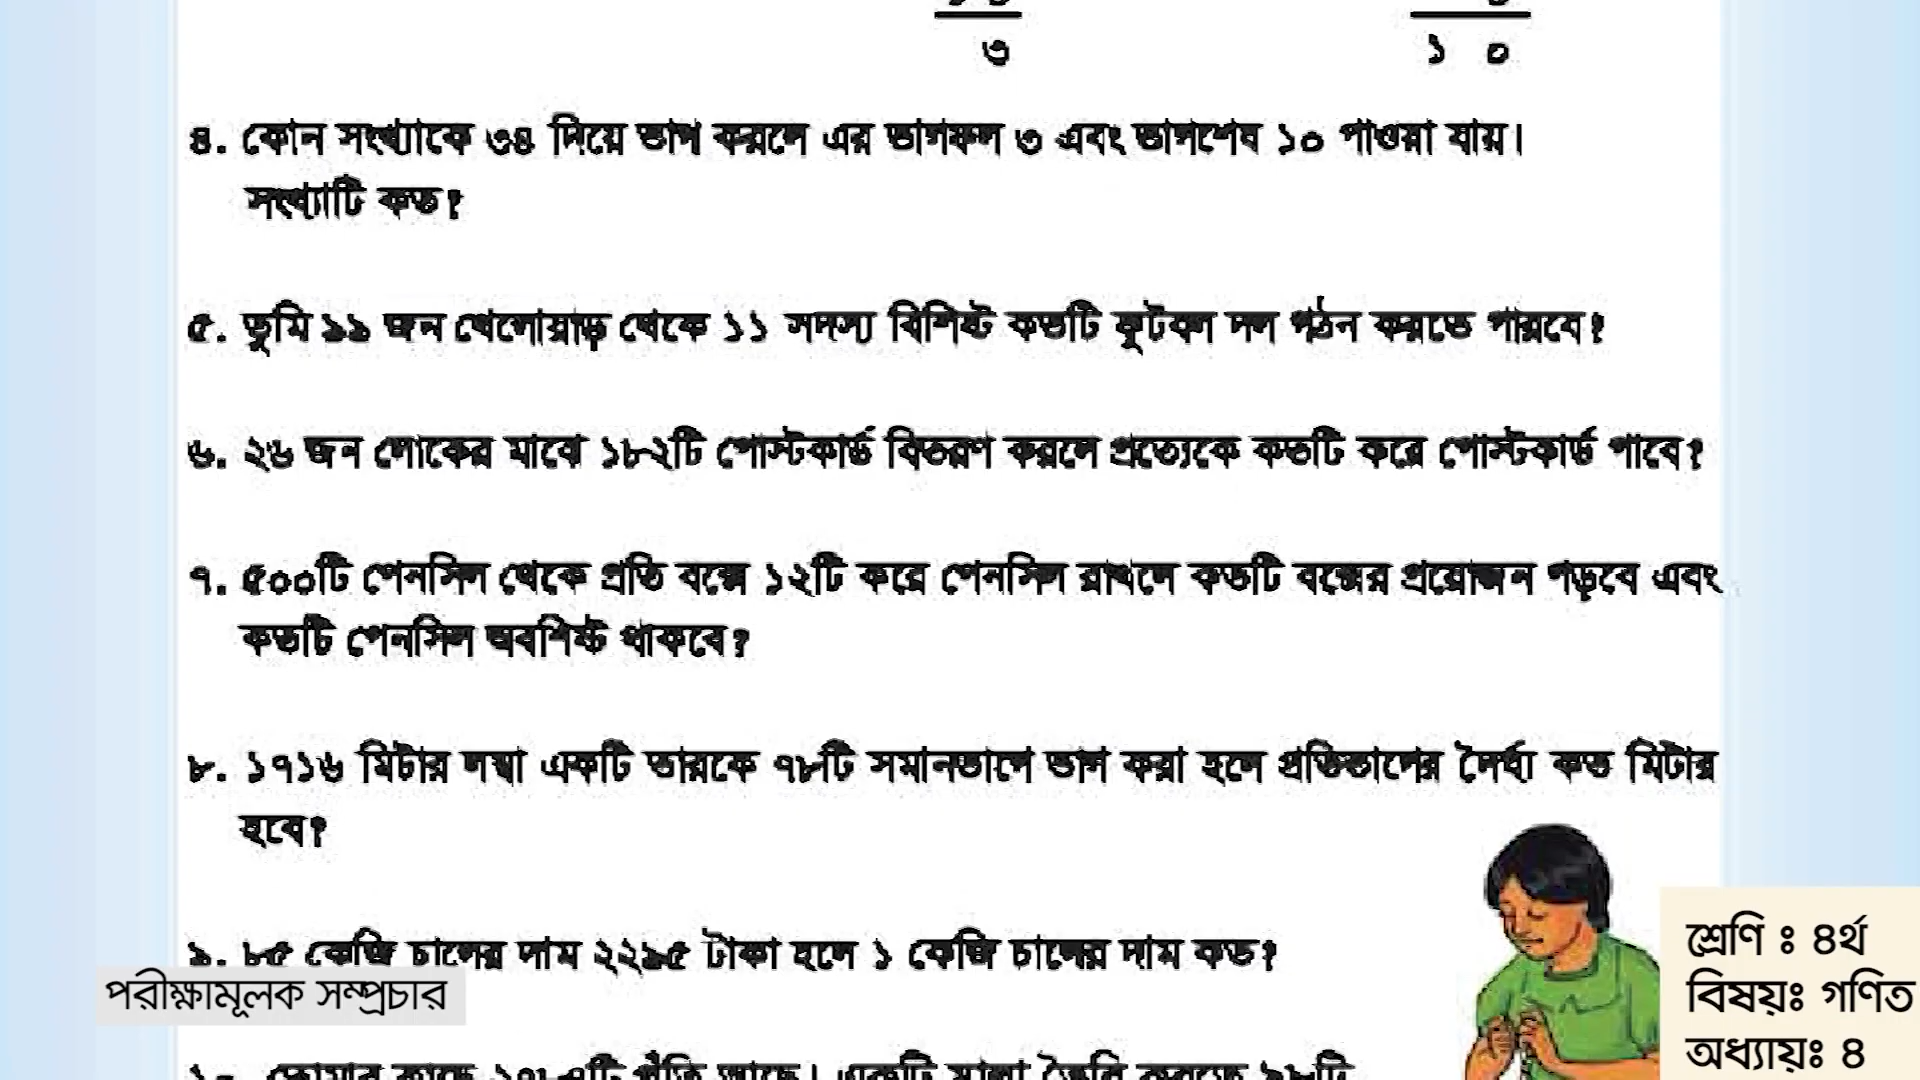 ৩
১ ০
৪. কোন সংখ্যাকে ৩৪ দিয়ে ভাগ করলে এর ভাগফল ৩ এবং ভাগশেষ ১০ পাওয়া যায়।
সংখ্যাটি কত?
৫. তুমি ৯৯ জন খেলোয়াড় থেকে ১১ সদস্য বিশিষ্ট কতটি ফুটবল দল গঠন করতে পারবে?
৬. ২৬ জন লোকের মাঝে ১৮২টি পোস্টকার্ড বিতরণ করলে প্রত্যেকে কতটি করে পোস্টকার্ড পাবে?
৭. ৫০০টি পেনসিল থেকে প্রতি বক্সে ১২টি করে পেনসিল রাখলে কতটি বক্সের প্রয়োজন পড়বে এবং
কতটি পেনসিল অবশিষ্ট থাকবে?
৮. ১৭১৬ মিটার লম্বা একটি তারকে ৭৮টি সমানভাগে ভাগ করা হলে প্রতিভাগের দৈর্ঘ্য কত মিটার
হবে?
৯. ৮৫ কেজি চালের দাম ২২৯৫ টাকা হলে ১ কেজি চালের দাম কত?
পরীক্ষামূলক সম্প্রচার
শ্রেণি ঃ ৪র্থ
বিষয়ঃ গণিত
অধ্যায়ঃ ৪